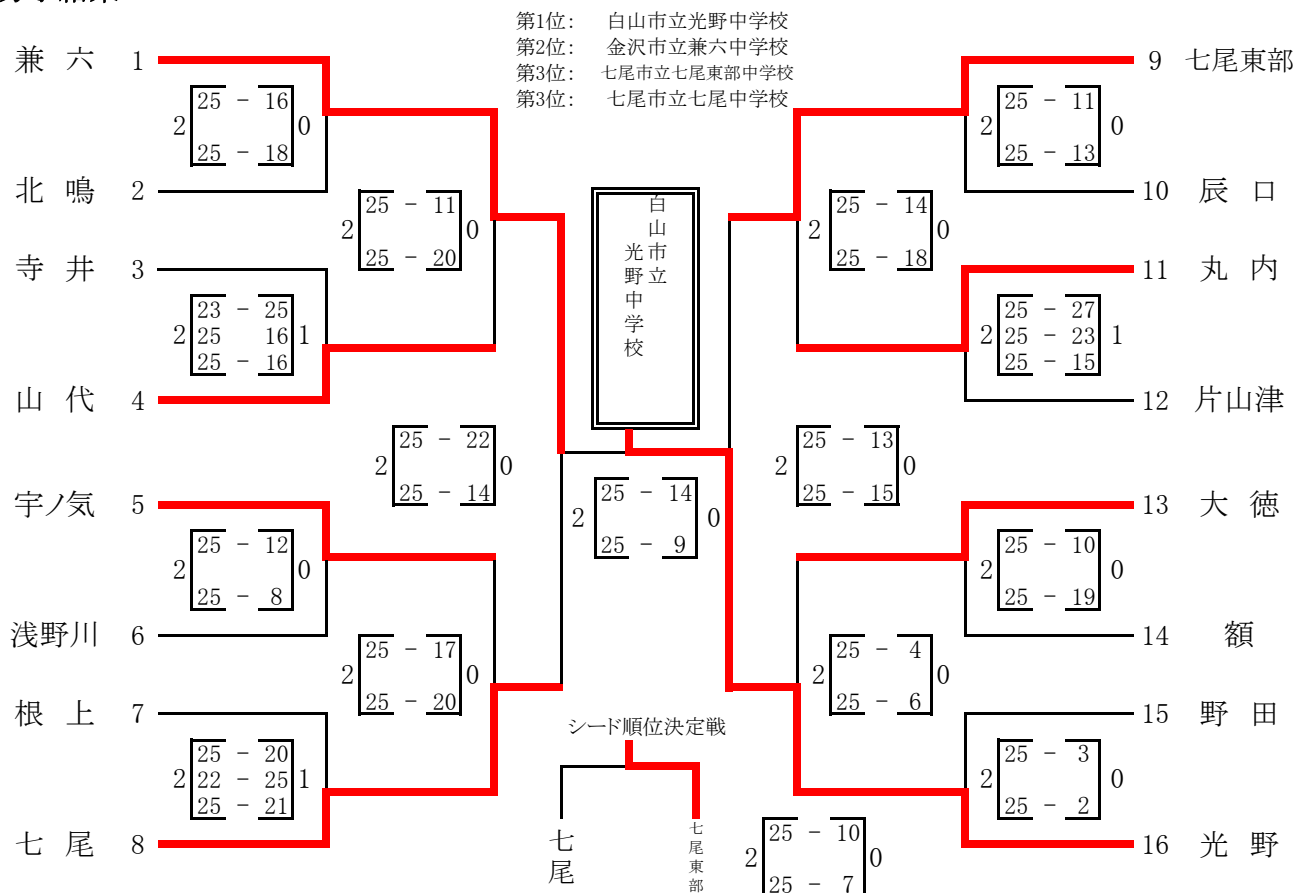 第1位: 白山市立光野中学校
第2位: 金沢市立兼六中学校
第3位: 七尾市立七尾東部中学校
第3位: 七尾市立七尾中学校
兼 六 1
25 - 16
2 0
25 - 18
北 鳴 2
25 - 11
2 0
25 - 20
寺 井 3
23 - 25
2 25 16 1
25 - 16
山 代 4
25 - 22
2 0
25 - 14
宇ノ気 5
25 - 12
2 0
25 - 8
浅野川 6
25 - 17
2 0
25 - 20
根 上 7
25 - 20
2 22 - 25 1
25 - 21
七 尾 8
白山市立
光野中学校
25 - 14
2 0
25 - 9
シード順位決定戦
七尾
七尾東部
25 - 10
2 0
25 - 7
9 七尾東部
25 - 11
2 0
25 - 13
10 辰 口
25 - 14
2 0
25 - 18
11 丸 内
25 - 27
2 25 - 23 1
25 - 15
12 片山津
25 - 13
2 0
25 - 15
13 大 徳
25 - 10
2 0
25 - 19
14 額
25 - 4
2 0
25 - 6
15 野 田
25 - 3
2 0
25 - 2
16 光 野